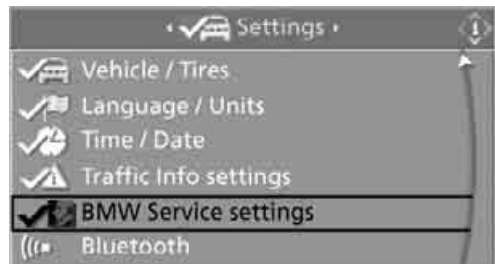 Settings
Vehicle / Tires
Language / Units
Time / Date
Traffic Info settings
BMW Service settings
Bluetooth